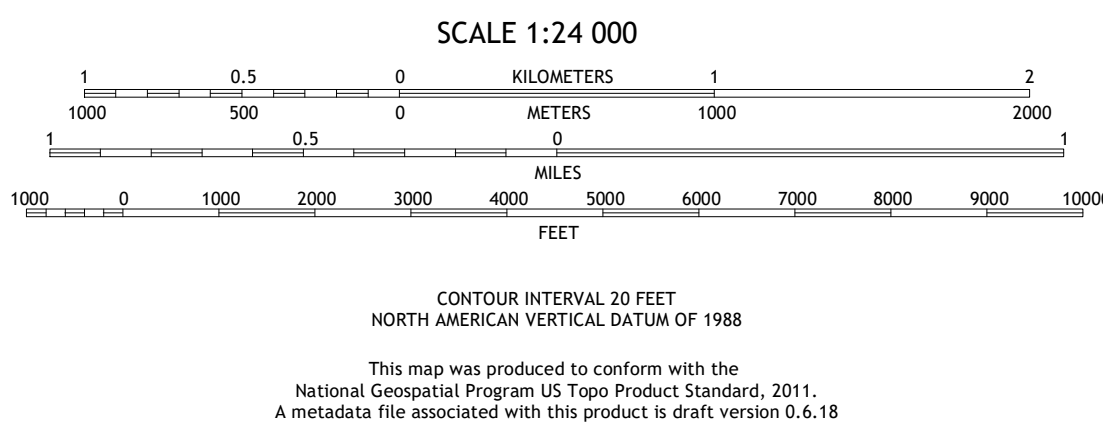 SCALE 1:24 000
1 0.5 0 KILOMETERS 1 2
1000 500 0 METERS 1000 2000
1 0.5 0 1
MILES
1000 0 1000 2000 3000 4000 5000 6000 7000 8000 9000 10000
FEET
CONTOUR INTERVAL 20 FEET
NORTH AMERICAN VERTICAL DATUM OF 1988
This map was produced to conform with the
National Geospatial Program US Topo Product Standard, 2011.
A metadata file associated with this product is draft version 0.6.18